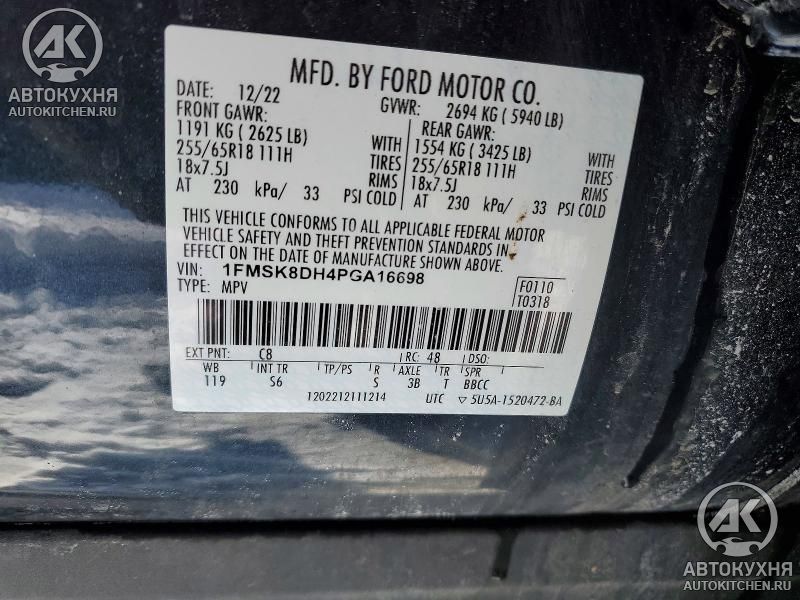 AK
АВТОКУХНЯ
AUTOKITCHEN.RU
MFD. BY FORD MOTOR CO.
DATE: 12/22 GVWR: 2694 KG ( 5940 LB)
FRONT GAWR: REAR GAWR:
1191 KG ( 2625 LB) WITH 1554 KG ( 3425 LB) WITH
255/65R18 111H TIRES 255/65R18 111H TIRES
18x7.5J RIMS 18x7.5J RIMS
AT 230 kPa/ 33 PSI COLD AT 230 kPa/ 33 PSI COLD
THIS VEHICLE CONFORMS TO ALL APPLICABLE FEDERAL MOTOR
VEHICLE SAFETY AND THEFT PREVENTION STANDARDS IN
EFFECT ON THE DATE OF MANUFACTURE SHOWN ABOVE.
VIN: 1FMSK8DH4PGA16698 F0110
TYPE: MPV T0318
EXT PNT: C8 RC: 48 DSO:
WB INT TR TP/PS R AXLE TR SPR
119 S6 S 3B T BBCC
1202212111214 UTC ▽ 5U5A-1520472-BA
AK
АВТОКУХНЯ
AUTOKITCHEN.RU